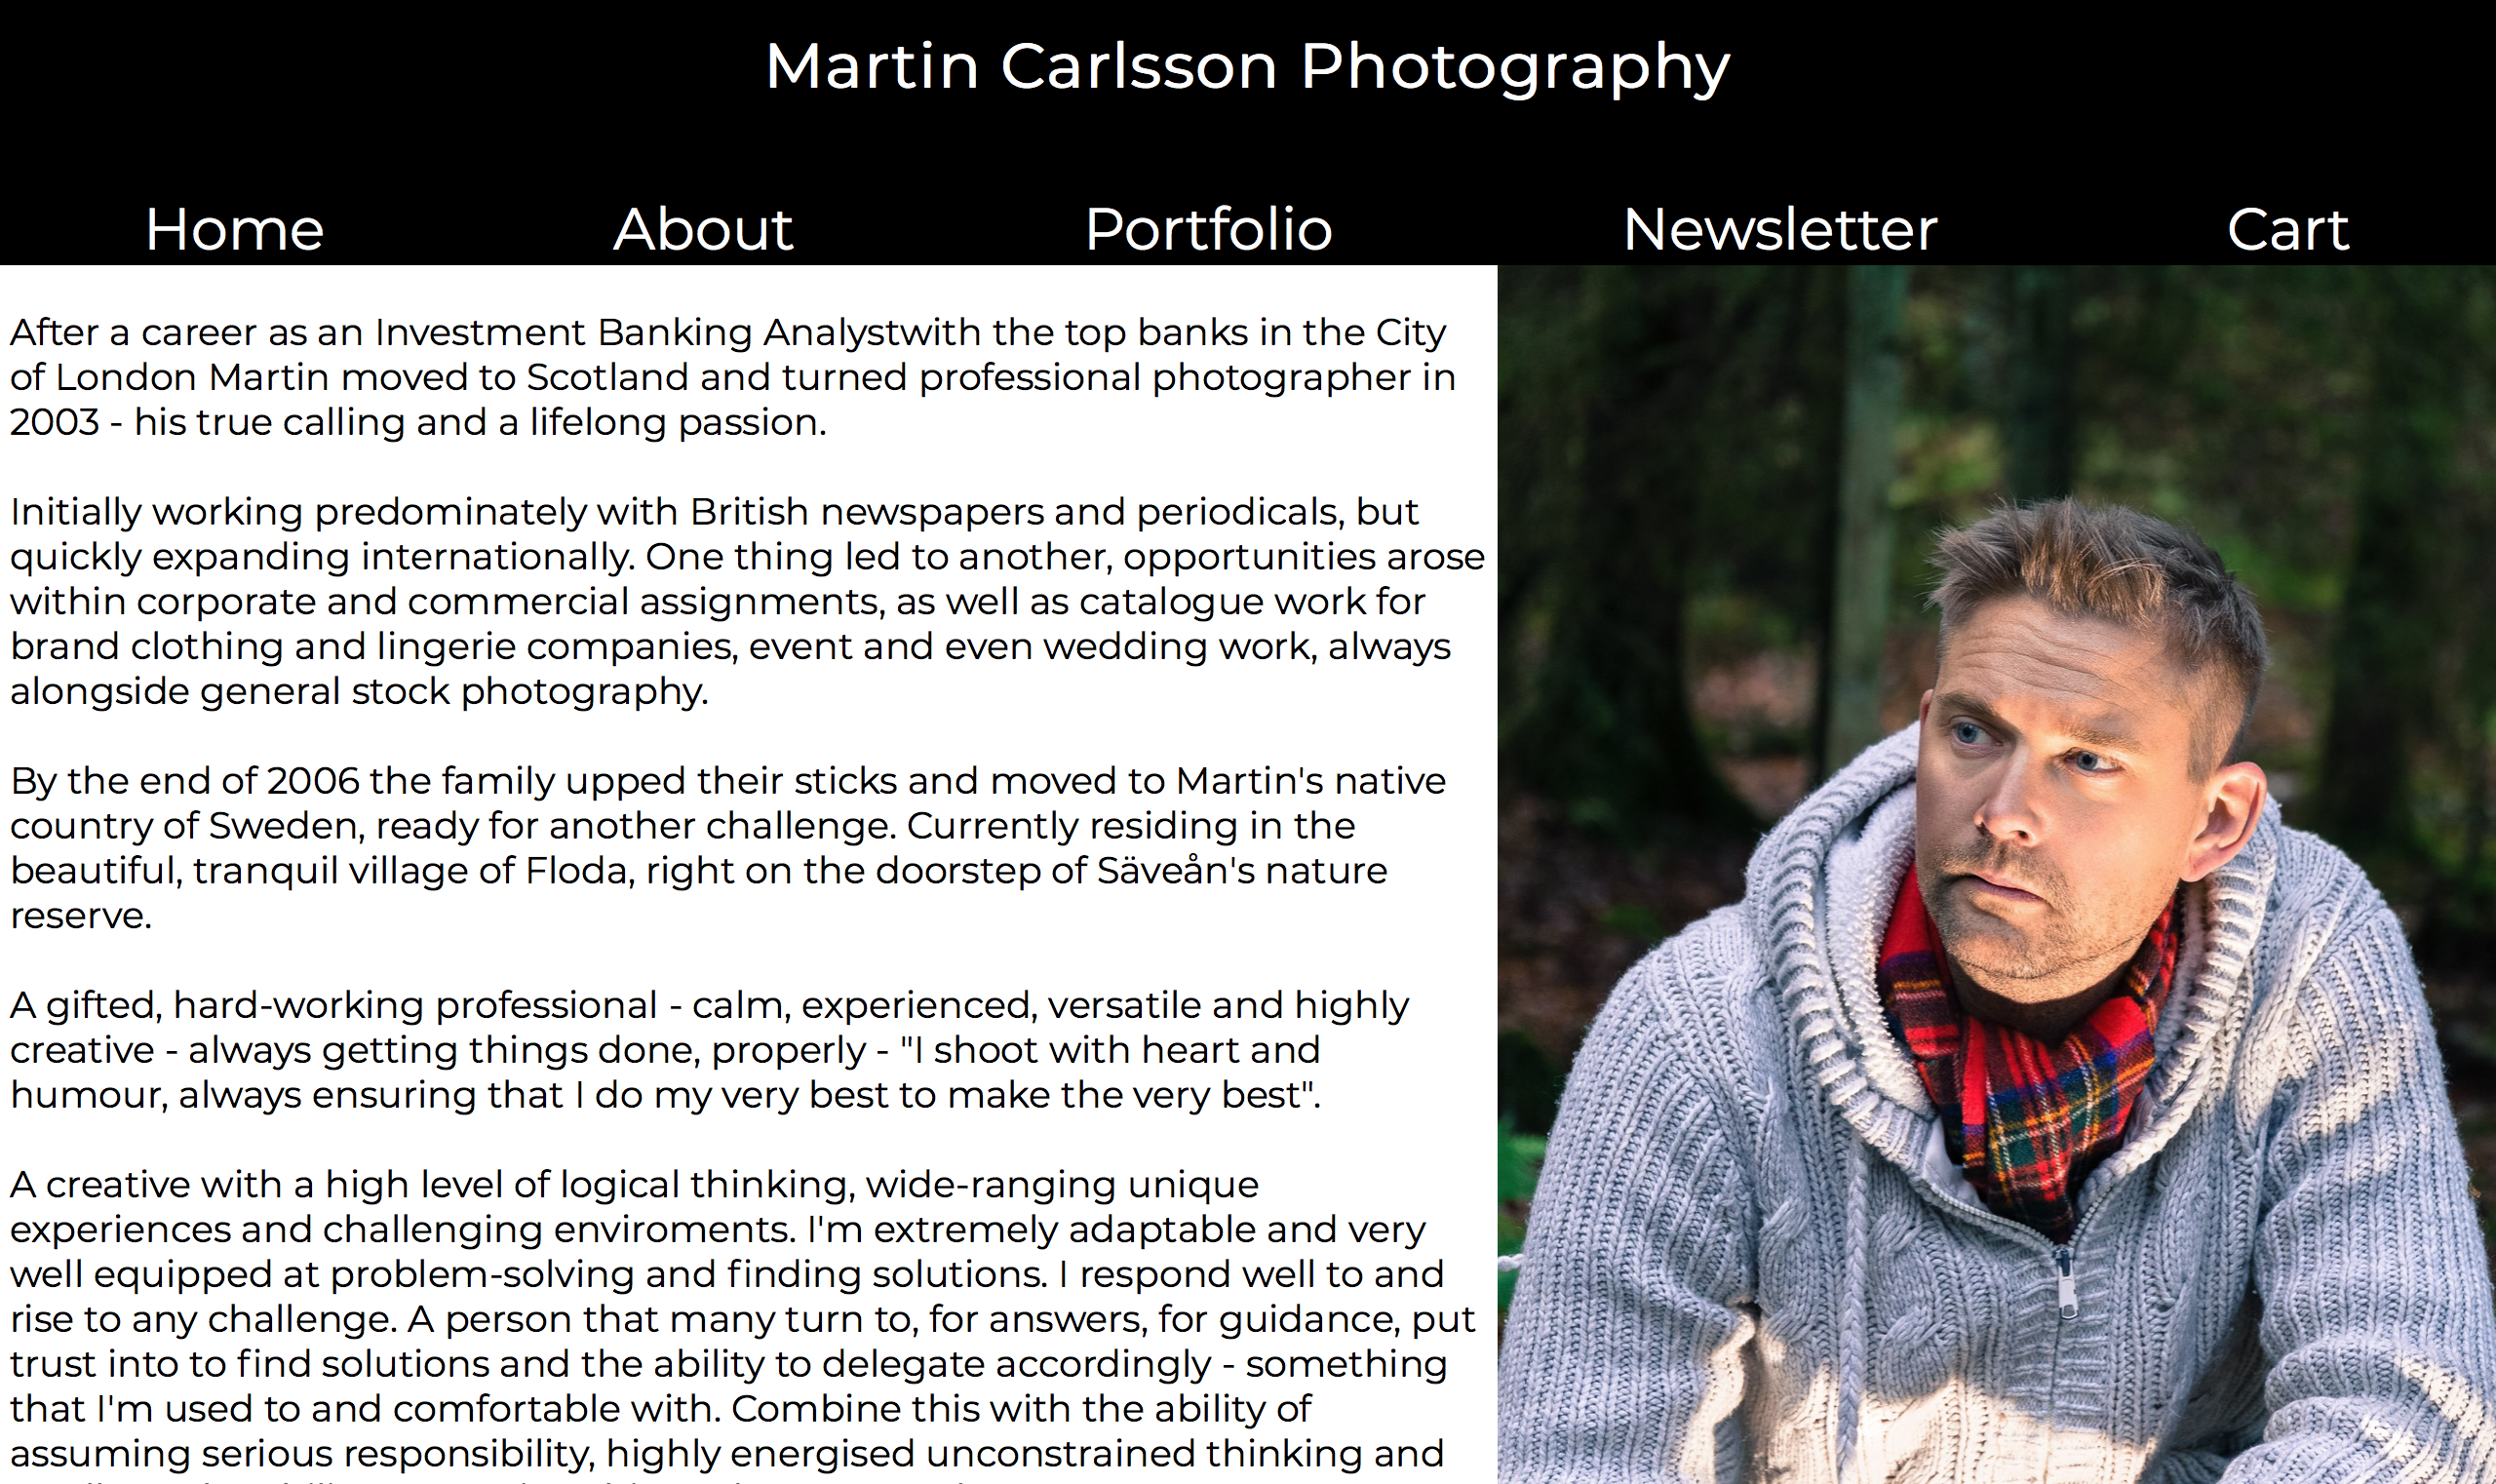 Martin Carlsson Photography
Home About Portfolio Newsletter Cart
After a career as an Investment Banking Analystwith the top banks in the City
of London Martin moved to Scotland and turned professional photographer in
2003 - his true calling and a lifelong passion.
Initially working predominately with British newspapers and periodicals, but
quickly expanding internationally. One thing led to another, opportunities arose
within corporate and commercial assignments, as well as catalogue work for
brand clothing and lingerie companies, event and even wedding work, always
alongside general stock photography.
By the end of 2006 the family upped their sticks and moved to Martin's native
country of Sweden, ready for another challenge. Currently residing in the
beautiful, tranquil village of Floda, right on the doorstep of Säveån's nature
reserve.
A gifted, hard-working professional - calm, experienced, versatile and highly
creative - always getting things done, properly - "I shoot with heart and
humour, always ensuring that I do my very best to make the very best".
A creative with a high level of logical thinking, wide-ranging unique
experiences and challenging enviroments. I'm extremely adaptable and very
well equipped at problem-solving and finding solutions. I respond well to and
rise to any challenge. A person that many turn to, for answers, for guidance, put
trust into to find solutions and the ability to delegate accordingly - something
that I'm used to and comfortable with. Combine this with the ability of
assuming serious responsibility, highly energised unconstrained thinking and